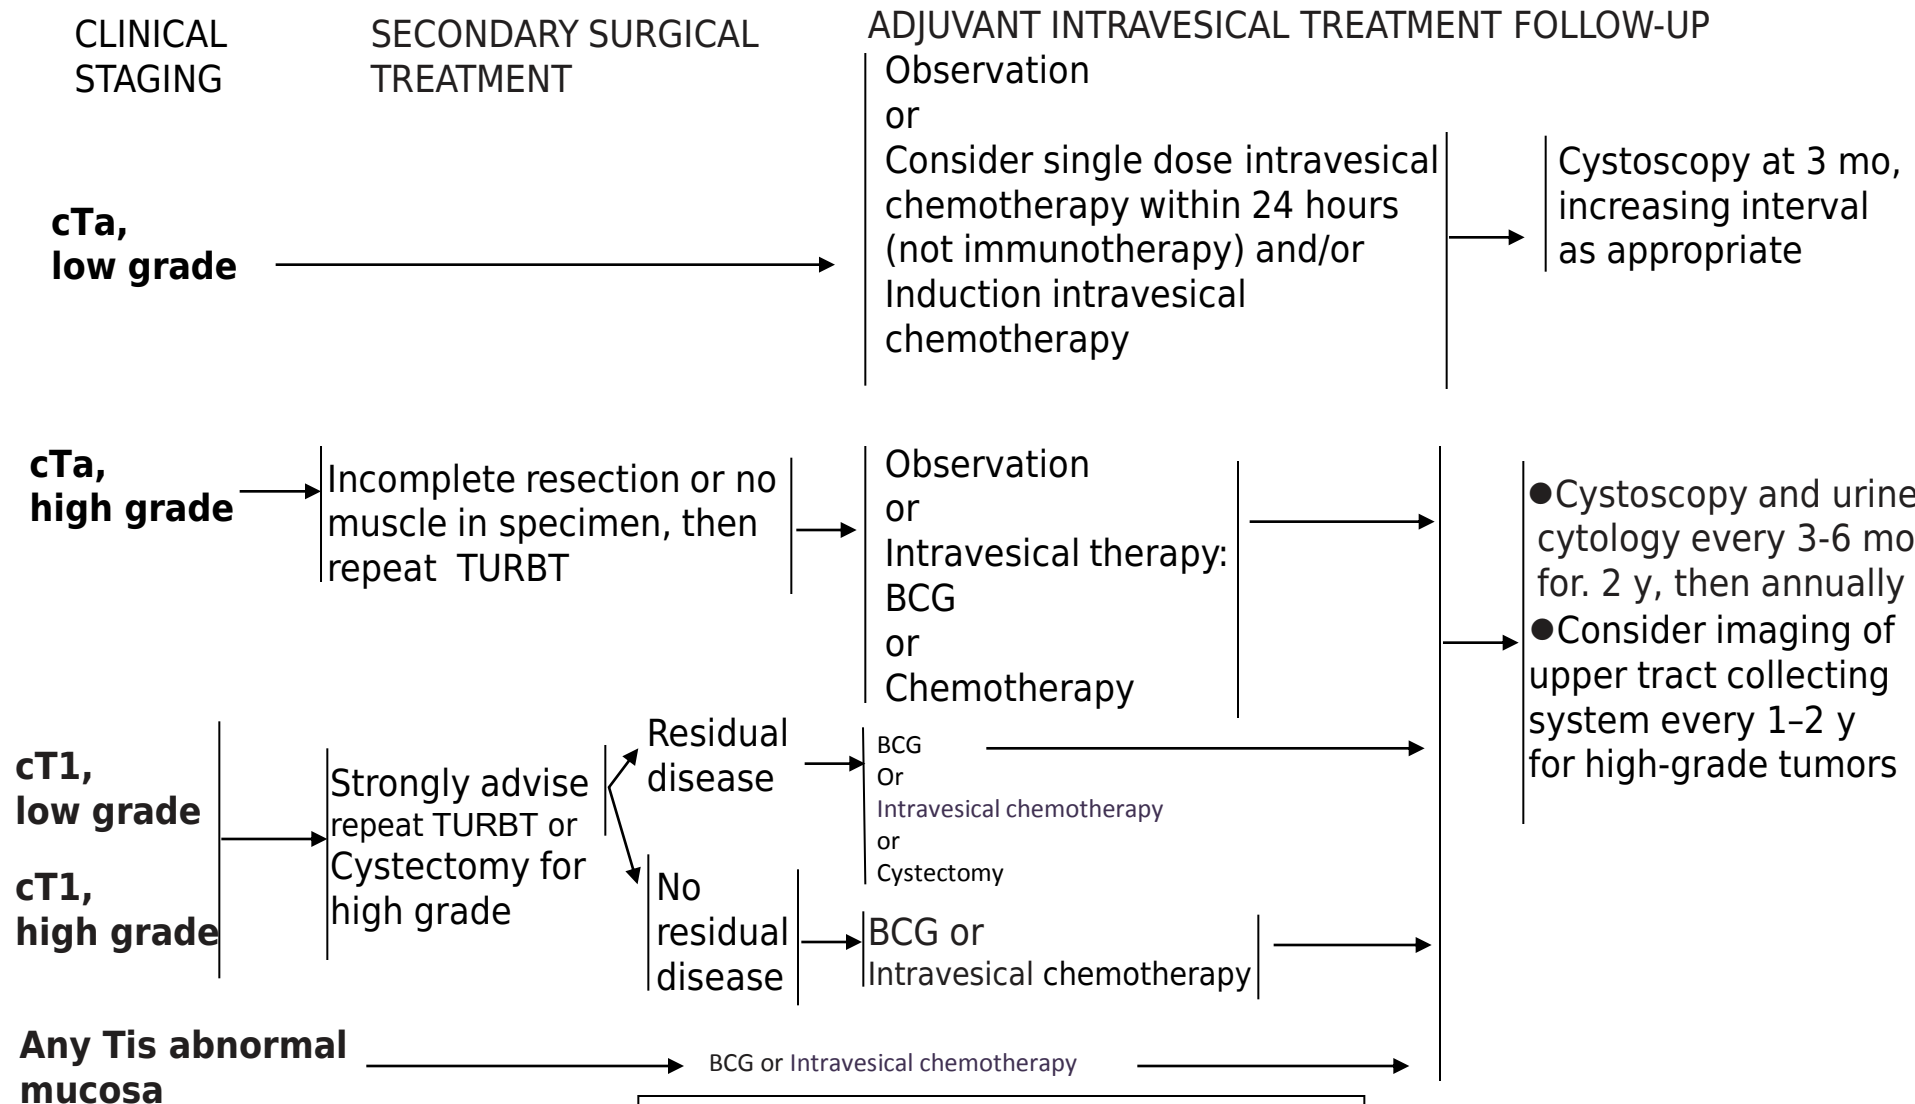 CLINICAL
STAGING
SECONDARY SURGICAL
TREATMENT
ADJUVANT INTRAVESICAL TREATMENT FOLLOW-UP
cTa,
low grade
Observation
or
Consider single dose intravesical
chemotherapy within 24 hours
(not immunotherapy) and/or
Induction intravesical
chemotherapy
Cystoscopy at 3 mo,
increasing interval
as appropriate
cTa,
high grade
Incomplete resection or no
muscle in specimen, then
repeat TURBT
Observation
or
Intravesical therapy:
BCG
or
Chemotherapy
●Cystoscopy and urine
cytology every 3-6 mo
for. 2 y, then annually
●Consider imaging of
upper tract collecting
system every 1–2 y
for high-grade tumors
cT1,
low grade
cT1,
high grade
Strongly advise
repeat TURBT or
Cystectomy for
high grade
Residual
disease
BCG
Or
Intravesical chemotherapy
or
Cystectomy
No
residual
disease
BCG or
Intravesical chemotherapy
Any Tis abnormal
mucosa
BCG or Intravesical chemotherapy